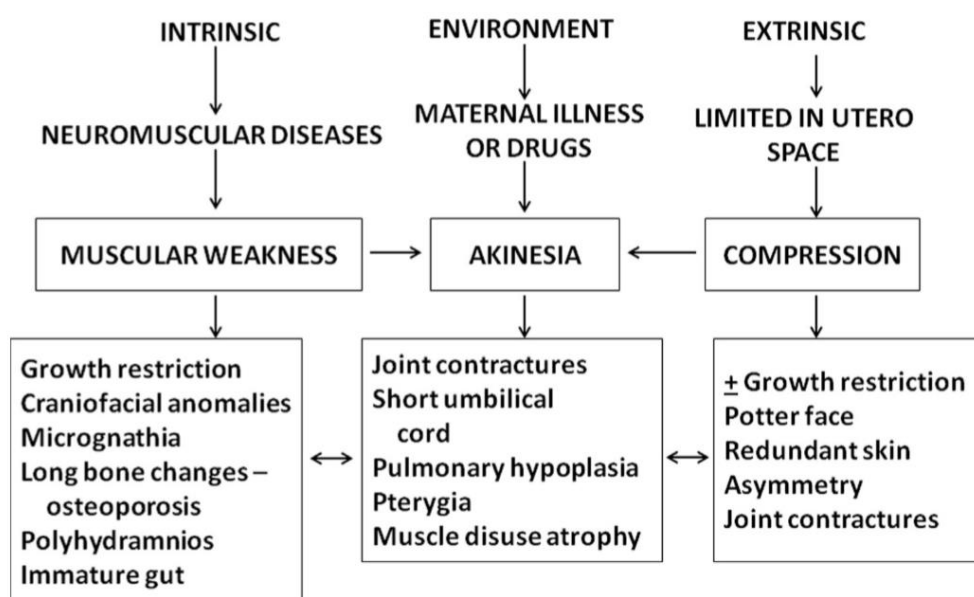 INTRINSIC
NEUROMUSCULAR DISEASES
MUSCULAR WEAKNESS
Growth restriction
Craniofacial anomalies
Micrognathia
Long bone changes –
osteoporosis
Polyhydramnios
Immature gut
ENVIRONMENT
MATERNAL ILLNESS
OR DRUGS
AKINESIA
Joint contractures
Short umbilical
cord
Pulmonary hypoplasia
Pterygia
Muscle disuse atrophy
EXTRINSIC
LIMITED IN UTERO
SPACE
COMPRESSION
± Growth restriction
Potter face
Redundant skin
Asymmetry
Joint contractures